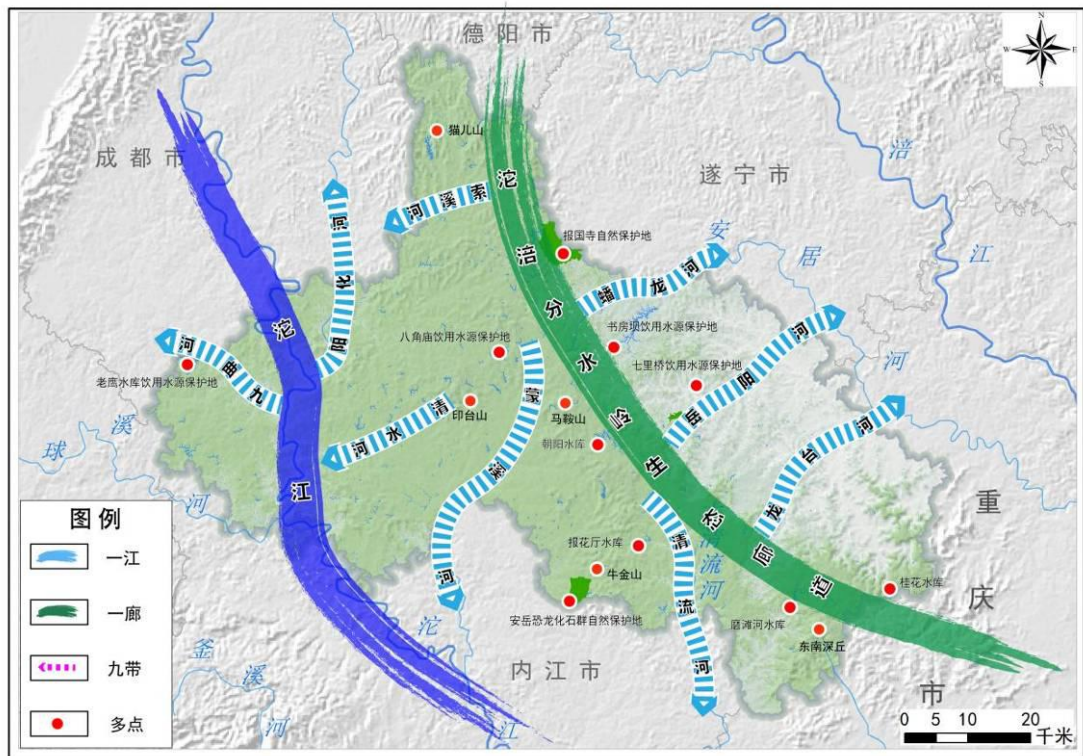 德阳市
N
W
E
S
成都市
遂宁市
涪江
猫儿山
索溪河
沱涪分水岭生态廊道
报国寺自然保护地
阳化河
沱江
蟠龙河
安居河
书房坝饮用水源保护地
八角庙饮用水源保护地
七里桥饮用水源保护地
九曲河
老鹰水库饮用水源保护地
岳阳河
印台山
马鞍山
清水河
朝阳水库
蒙溪河
龙台河
球溪河
重庆市
清流河
报花厅水库
牛金山
安岳恐龙化石群自然保护地
清流河
桂花水库
磨滩河水库
东南深丘
沱江
内江市
釜溪河
图例
一江
一廊
九带
多点
0 5 10 20
千米